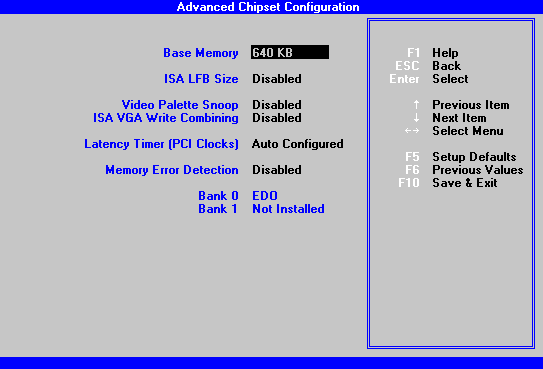 Advanced Chipset Configuration
Base Memory 640 KB
ISA LFB Size Disabled
Video Palette Snoop Disabled
ISA VGA Write Combining Disabled
Latency Timer (PCI Clocks) Auto Configured
Memory Error Detection Disabled
Bank 0 EDO
Bank 1 Not Installed
F1 Help
ESC Back
Enter Select
↑ Previous Item
↓ Next Item
←→ Select Menu
F5 Setup Defaults
F6 Previous Values
F10 Save & Exit